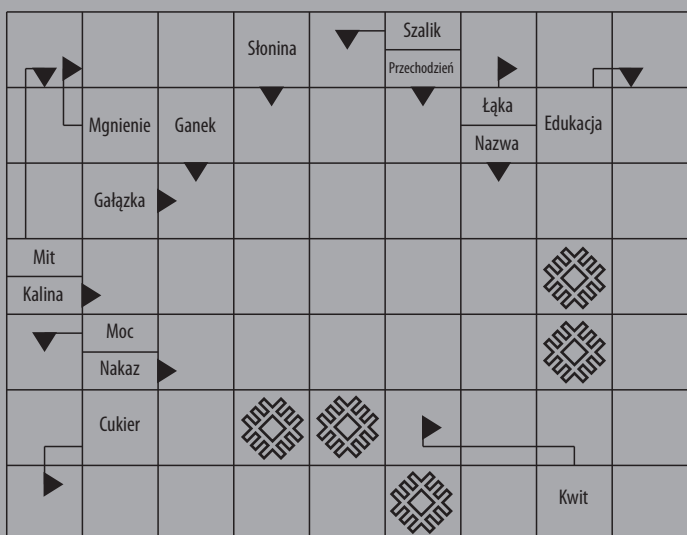 Słonina
Szalik
Przechodzień
Mgnienie
Ganek
Łąka
Nazwa
Edukacja
Gałązka
Mit
Kalina
Moc
Nakaz
Cukier
Kwit